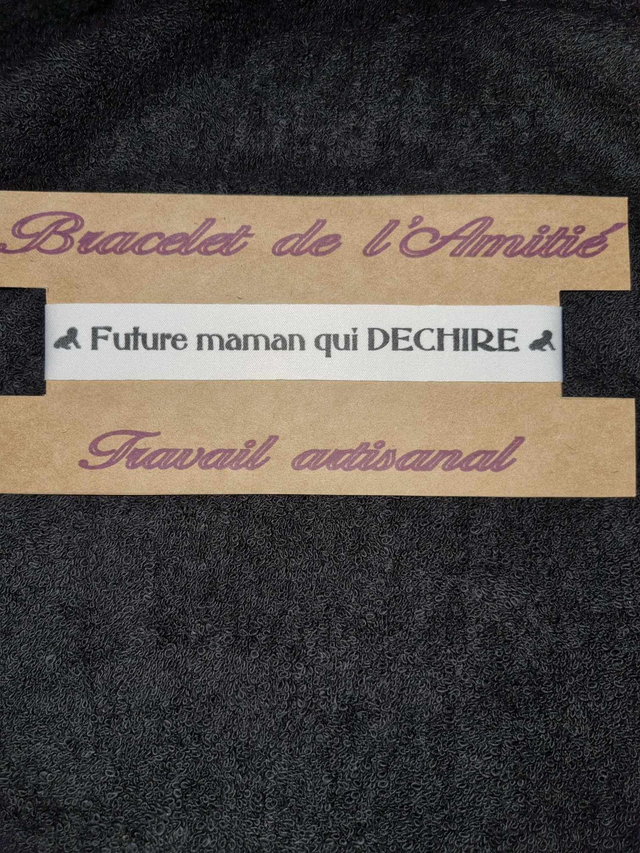 Bracelet de l'Amitié
Future maman qui DECHIRE
Travail artisanal